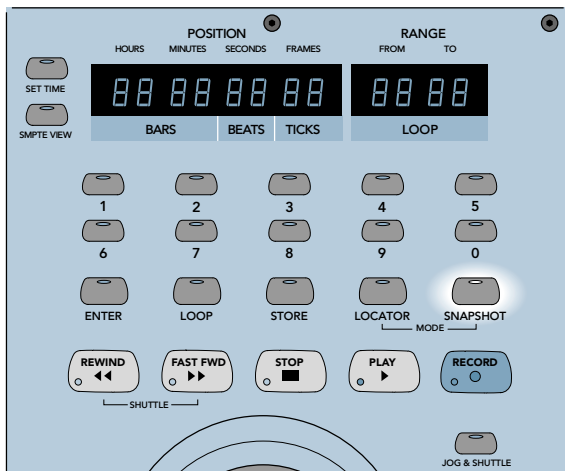 POSITION RANGE
HOURS MINUTES SECONDS FRAMES FROM TO
SET TIME
88 88 88 88 88 88
SMPTE VIEW
BARS BEATS TICKS LOOP
1 2 3 4 5
6 7 8 9 0
ENTER LOOP STORE LOCATOR SNAPSHOT
MODE
REWIND FAST FWD STOP PLAY RECORD
SHUTTLE
JOG & SHUTTLE